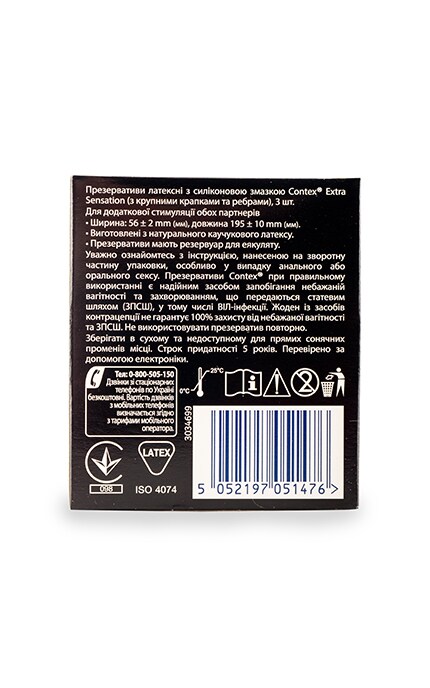 Презервативи латексні з силіконовою змазкою Contex® Extra
Sensation (з крупними крапками та ребрами), 3 шт.
Для додаткової стимуляції обох партнерів
• Ширина: 56 ± 2 mm (мм), довжина 195 ± 10 mm (мм).
• Виготовлені з натурального каучукового латексу.
• Презервативи мають резервуар для еякуляту.
Уважно ознайомтесь с інструкцією, нанесеною на зворотну
частину упаковки, особливо у випадку анального або
орального сексу. Презервативи Contex® при правильному
використанні є надійним засобом запобігання небажаній
вагітності та захворюванням, що передаються статевим
шляхом (ЗПСШ), у тому числі ВІЛ-інфекції. Жоден із засобів
контрацепції не гарантує 100% захисту від небажаної вагітності
та ЗПСШ. Не використовувати презерватив повторно.
Зберігати в сухому та недоступному для прямих сонячних
променів місці. Строк придатності 5 років. Перевірено за
допомогою електроніки.
Тел: 0-800-505-150
Дзвінки зі стаціонарних
телефонів по Україні
безкоштовні. Вартість дзвінків
з мобільних телефонів
визначається згідно
з тарифами мобільного
оператора.
0°C
25°C
3034699
098
LATEX
ISO 4074
5 052197 051476 >